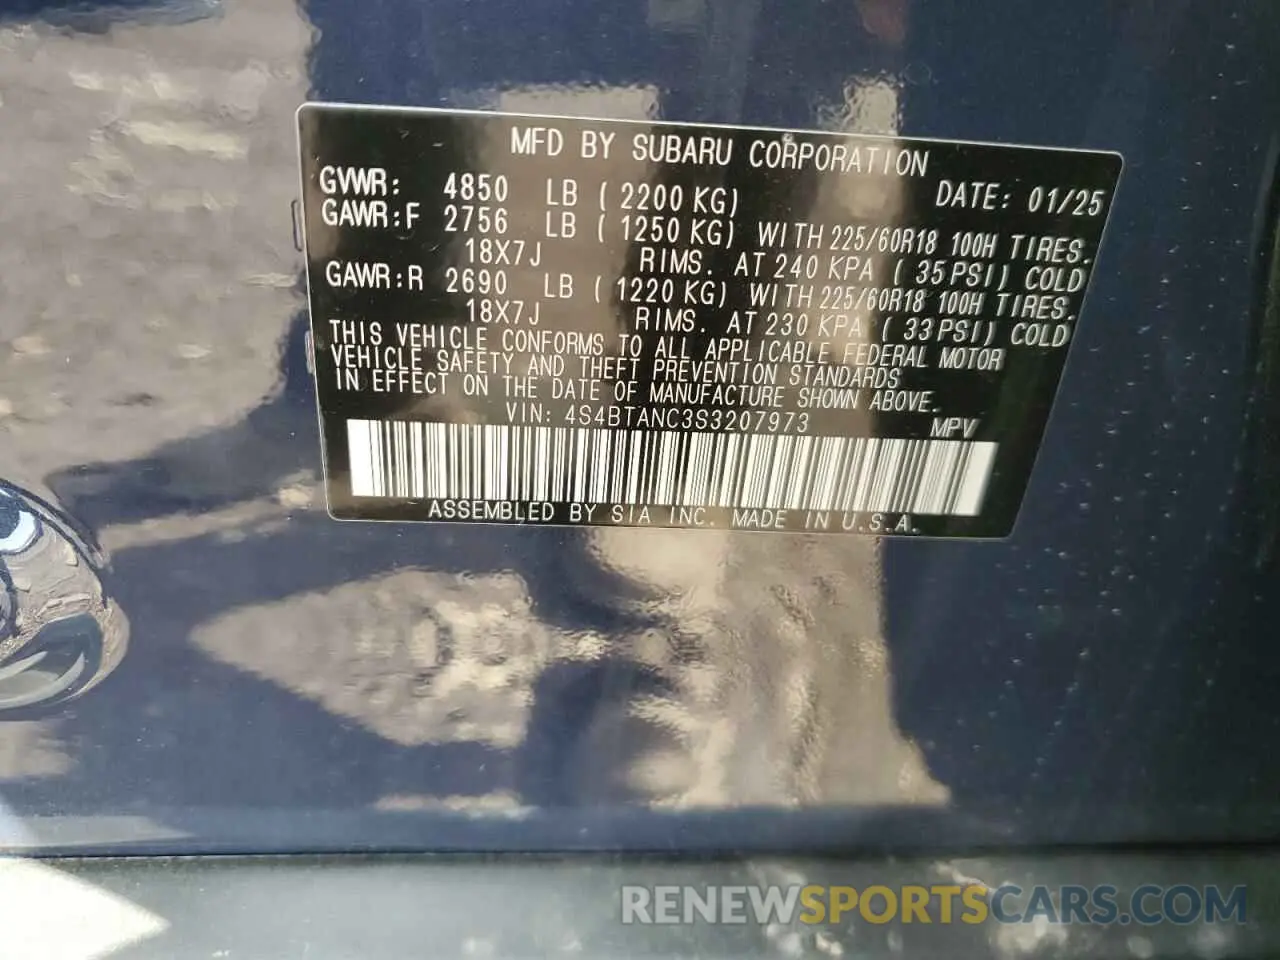 MFD BY SUBARU CORPORATION
GVWR: 4850 LB ( 2200 KG) DATE: 01/25
GAWR:F 2756 LB ( 1250 KG) WITH 225/60R18 100H TIRES.
18X7J RIMS. AT 240 KPA ( 35 PSI) COLD
GAWR:R 2690 LB ( 1220 KG) WITH 225/60R18 100H TIRES.
18X7J RIMS. AT 230 KPA ( 33 PSI) COLD
THIS VEHICLE CONFORMS TO ALL APPLICABLE FEDERAL MOTOR
VEHICLE SAFETY AND THEFT PREVENTION STANDARDS
IN EFFECT ON THE DATE OF MANUFACTURE SHOWN ABOVE.
VIN: 4S4BTANC3S3207973 MPV
ASSEMBLED BY SIA INC. MADE IN U.S.A.
RENEWSPORTSCARS.COM